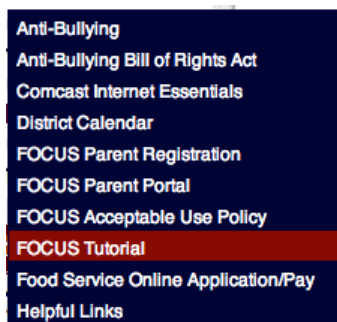 Anti-Bullying
Anti-Bullying Bill of Rights Act
Comcast Internet Essentials
District Calendar
FOCUS Parent Registration
FOCUS Parent Portal
FOCUS Acceptable Use Policy
FOCUS Tutorial
Food Service Online Application/Pay
Helpful Links